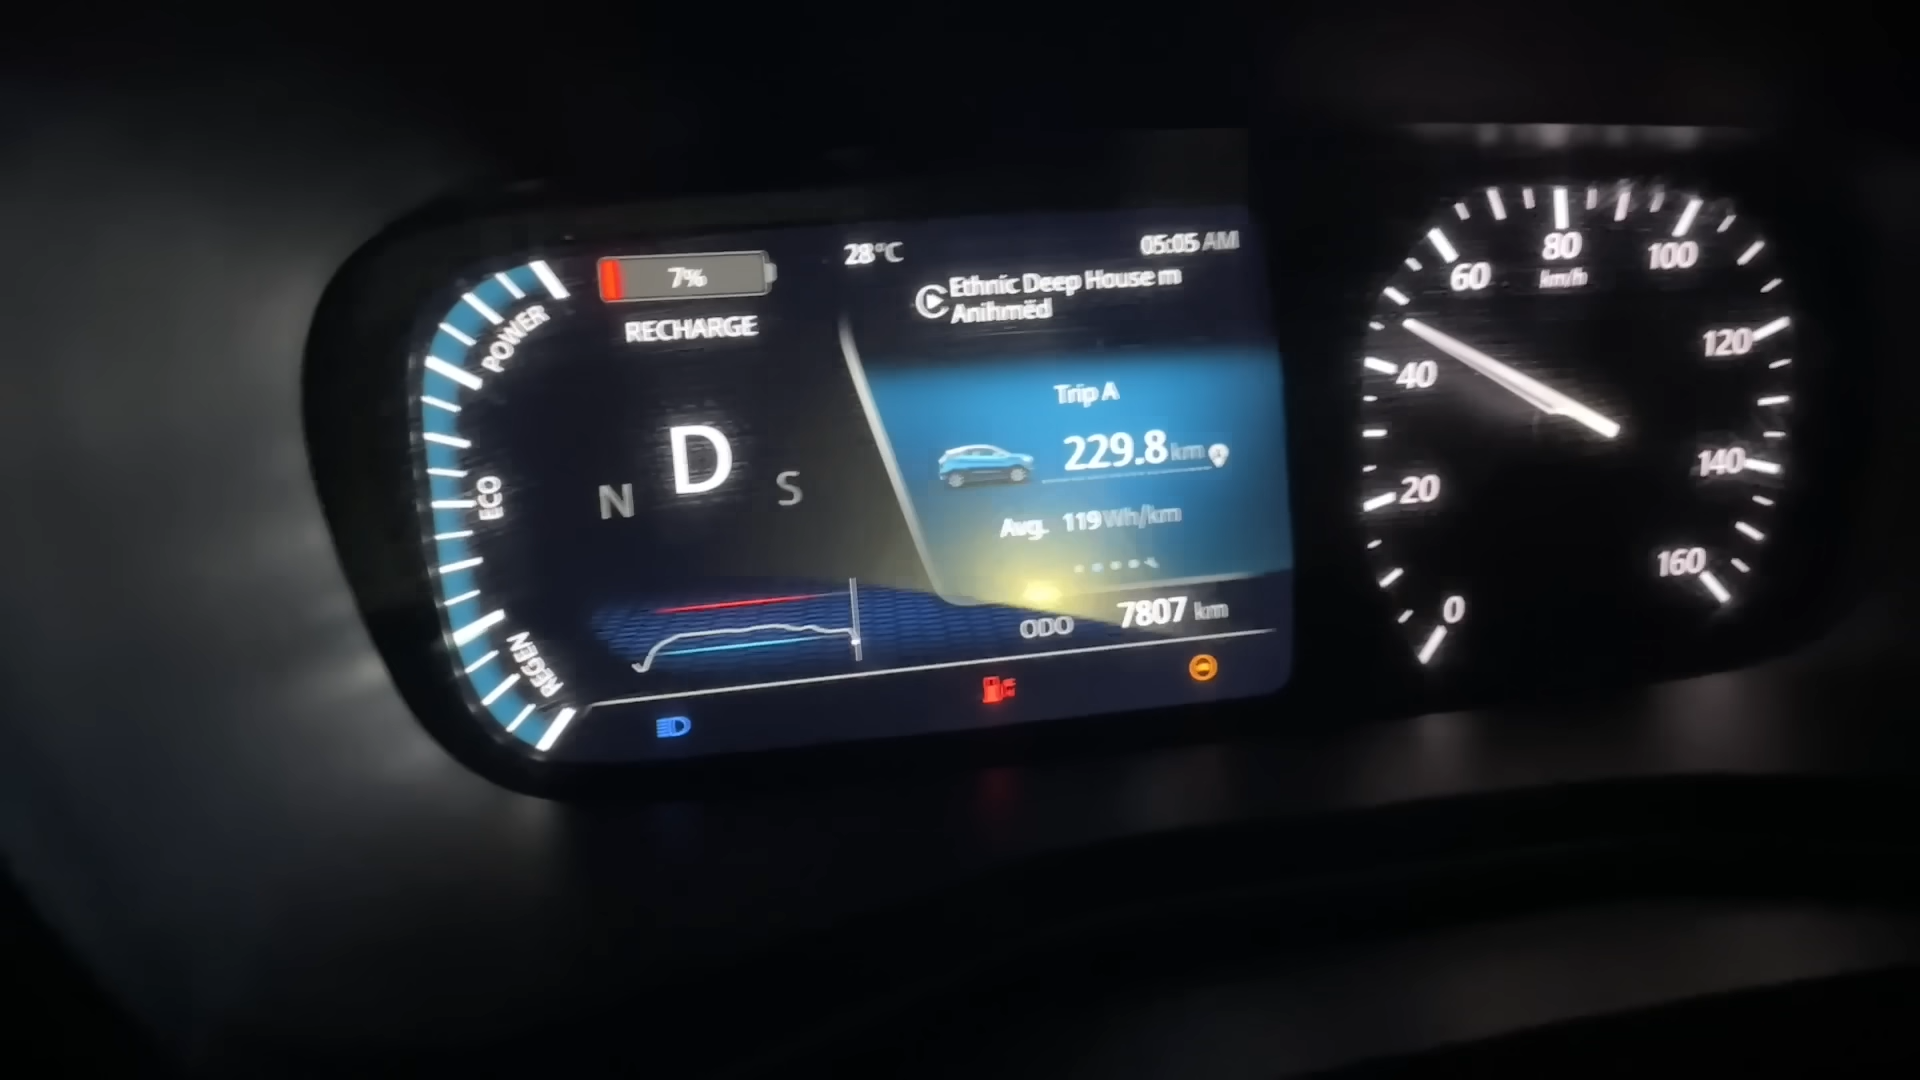 28°C
05:05 AM
7%
RECHARGE
Ethnic Deep House m
Anihmëd
POWER
ECO
REGEN
N D S
Trip A
229.8 km
Avg. 119 Wh/km
ODO 7807 km
0
20
40
60
80
km/h
100
120
140
160